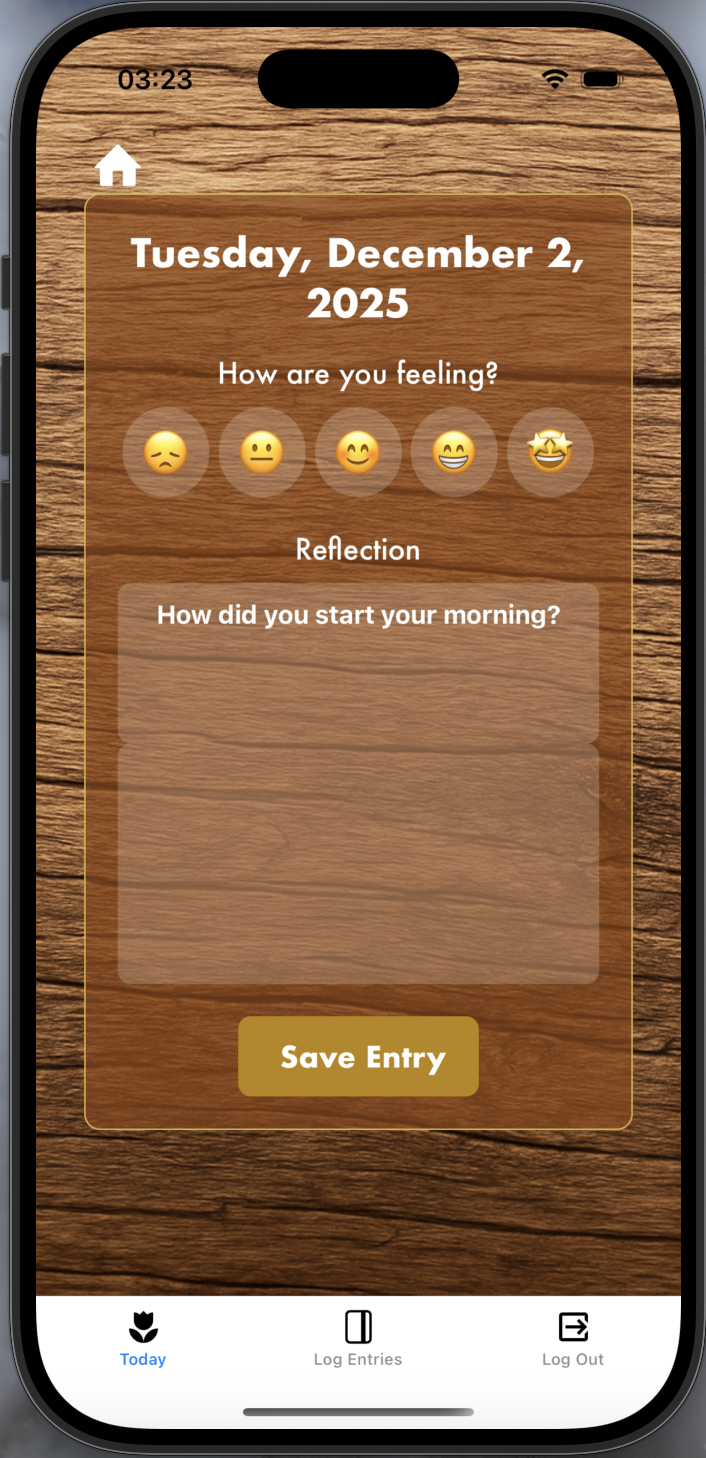 03:23
Tuesday, December 2,
2025
How are you feeling?
Reflection
How did you start your morning?
Save Entry
Today
Log Entries
Log Out